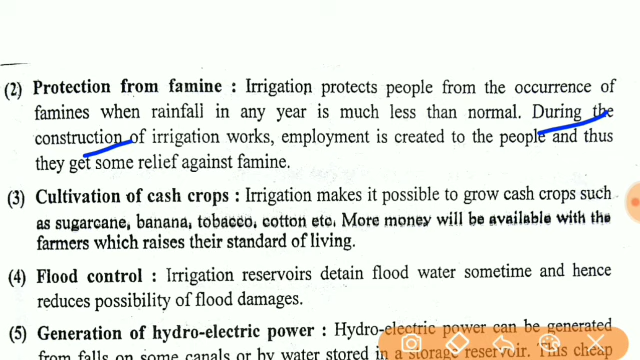 (2) Protection from famine : Irrigation protects people from the occurrence of
famines when rainfall in any year is much less than normal. During the
construction of irrigation works, employment is created to the people and thus
they get some relief against famine.
(3) Cultivation of cash crops : Irrigation makes it possible to grow cash crops such
as sugarcane, banana, tobacco, cotton etc. More money will be available with the
farmers which raises their standard of living.
(4) Flood control : Irrigation reservoirs detain flood water sometime and hence
reduces possibility of flood damages.
(5) Generation of hydro-electric power : Hydro-electric power can be generated
from falls on some canals or by water stored in a storage reservoir. This cheap